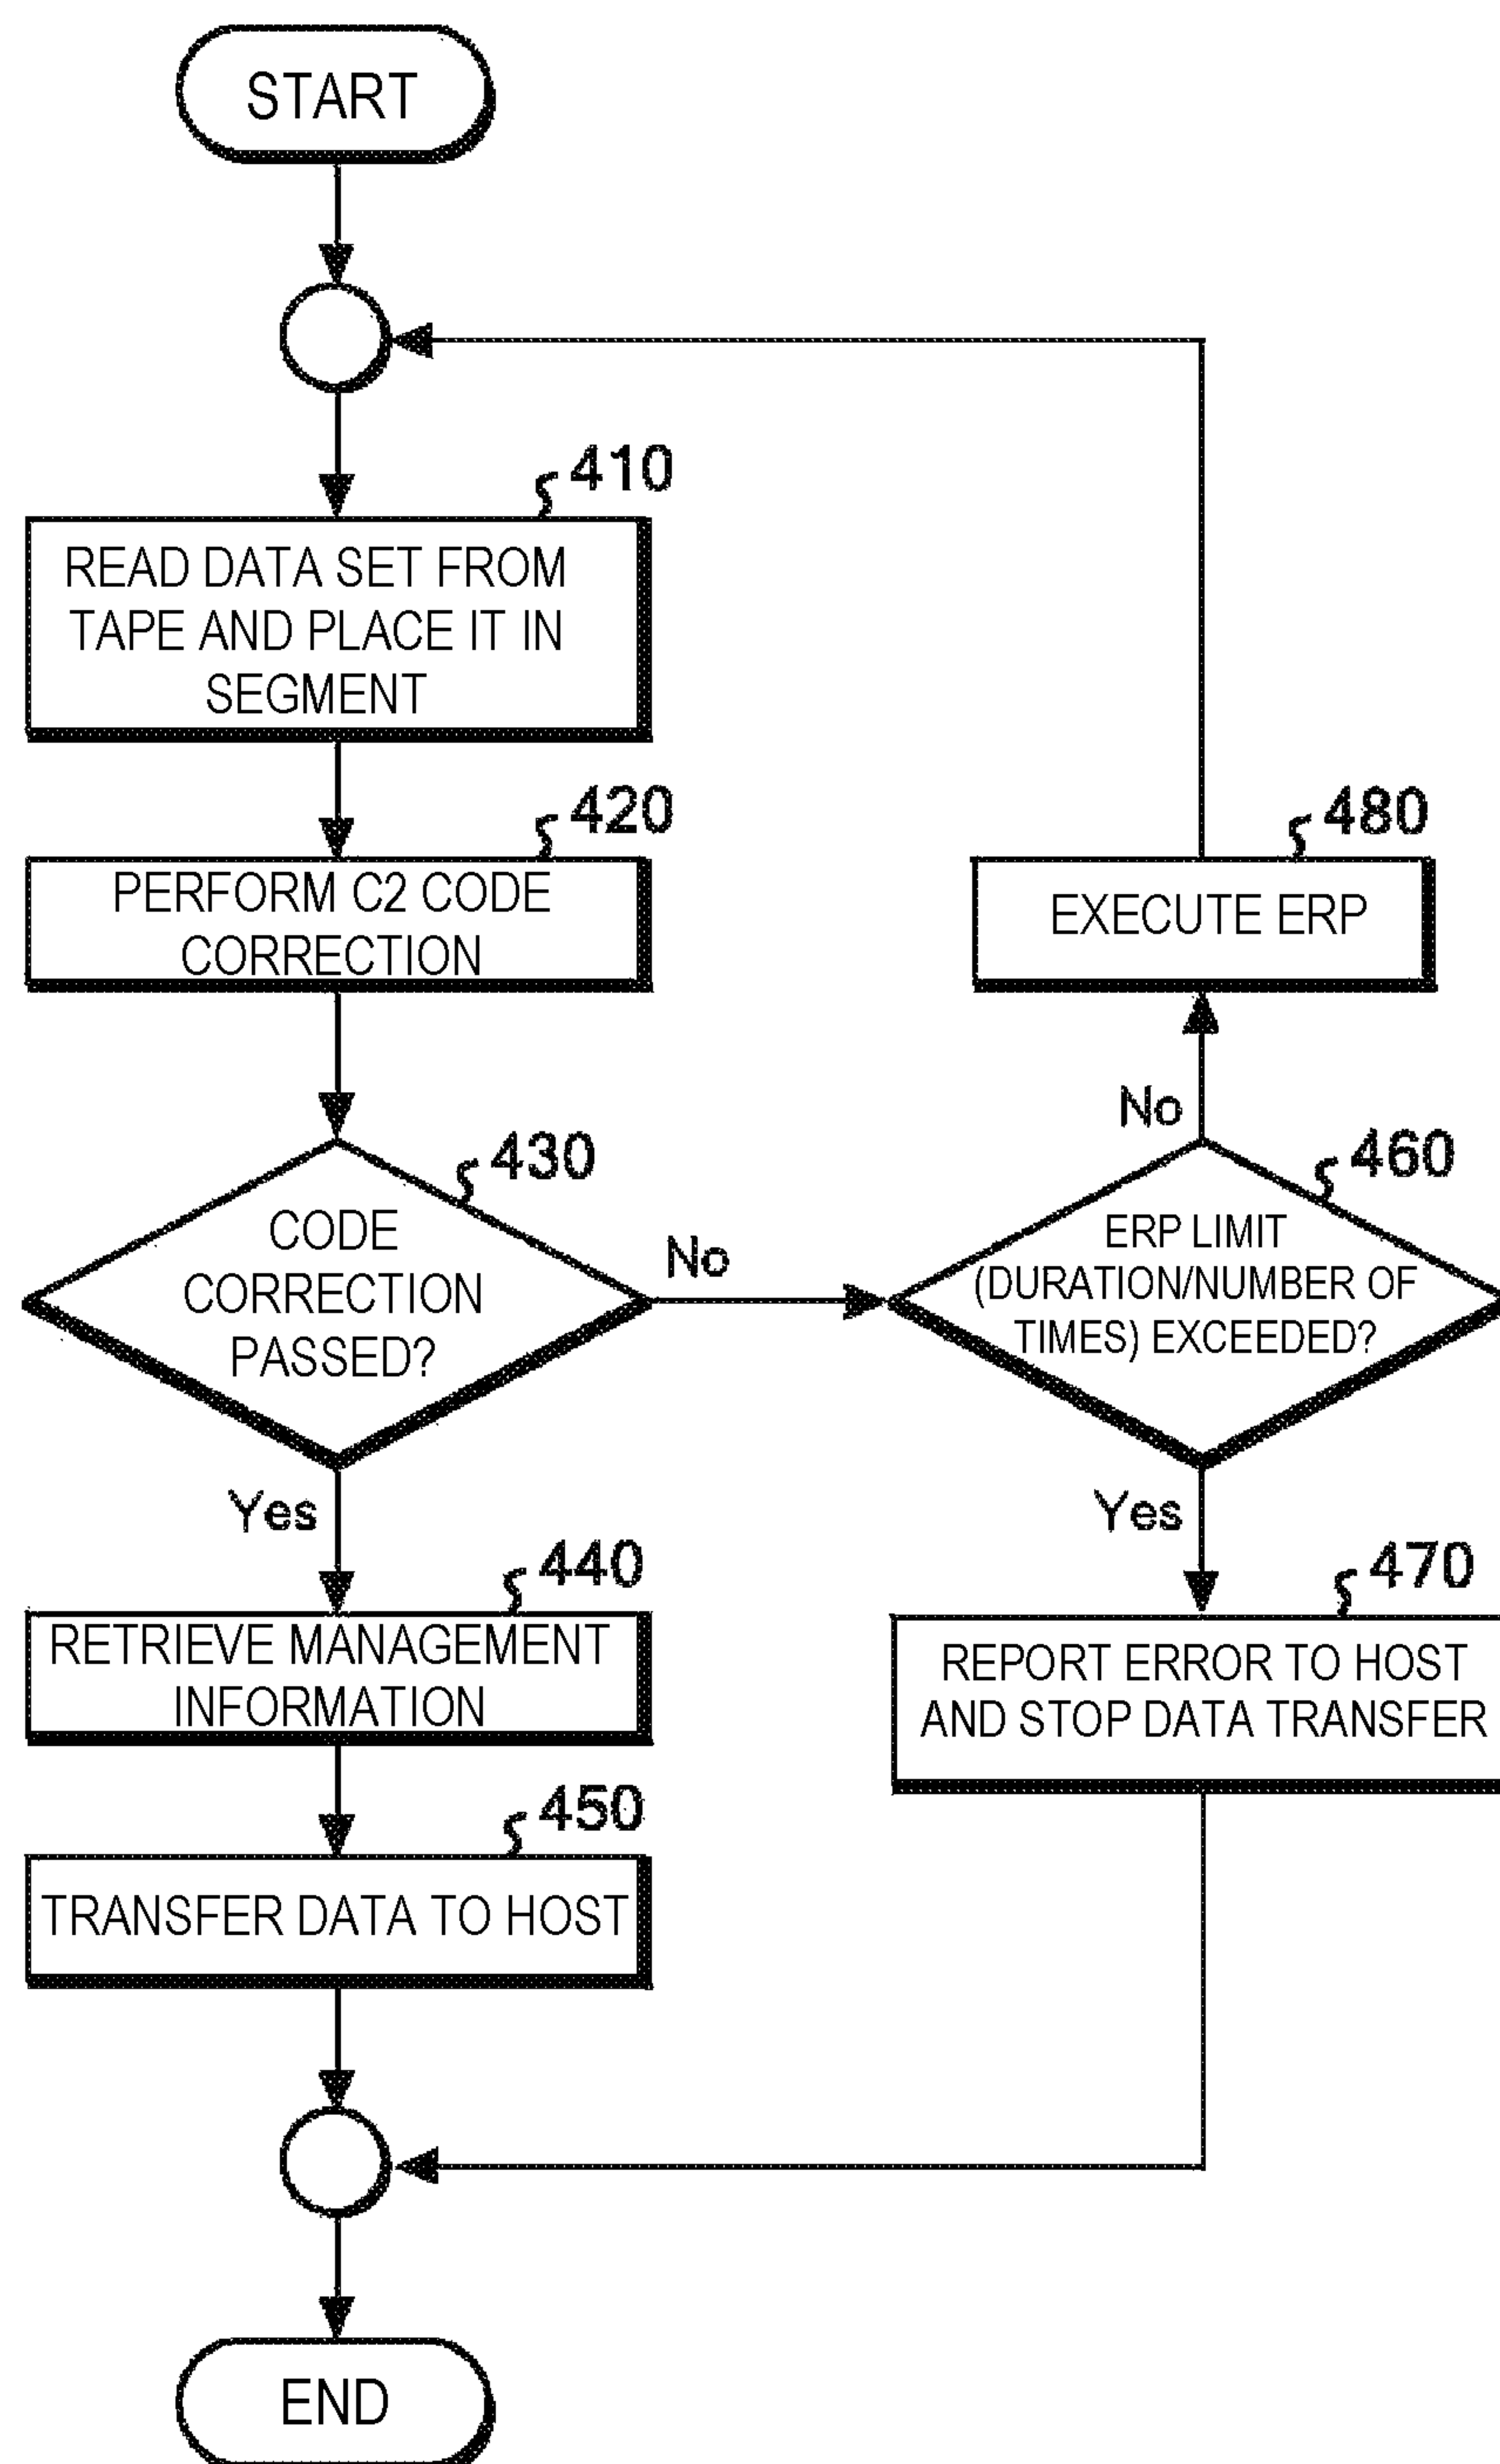 START
410
READ DATA SET FROM
TAPE AND PLACE IT IN
SEGMENT
420
PERFORM C2 CODE
CORRECTION
480
EXECUTE ERP
No
430
CODE
CORRECTION
PASSED?
No
460
ERP LIMIT
(DURATION/NUMBER OF
TIMES) EXCEEDED?
Yes
Yes
440
RETRIEVE MANAGEMENT
INFORMATION
470
REPORT ERROR TO HOST
AND STOP DATA TRANSFER
450
TRANSFER DATA TO HOST
END